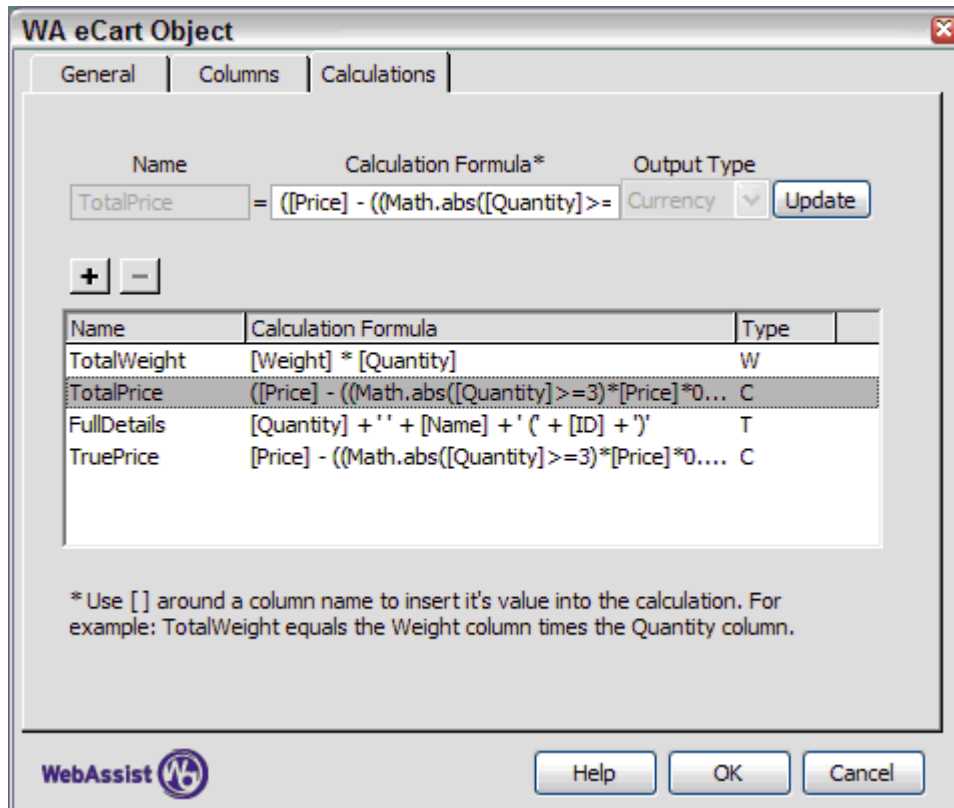 WA eCart Object
General Columns Calculations
Name Calculation Formula* Output Type
TotalPrice = ([Price] - ((Math.abs([Quantity]>= Currency Update
+ −
Name Calculation Formula Type
TotalWeight [Weight] * [Quantity] W
TotalPrice ([Price] - ((Math.abs([Quantity]>=3)*[Price]*0... C
FullDetails [Quantity] + ' ' + [Name] + ' (' + [ID] + ')' T
TruePrice [Price] - ((Math.abs([Quantity]>=3)*[Price]*0.... C
* Use [ ] around a column name to insert it's value into the calculation. For
example: TotalWeight equals the Weight column times the Quantity column.
WebAssist Help OK Cancel